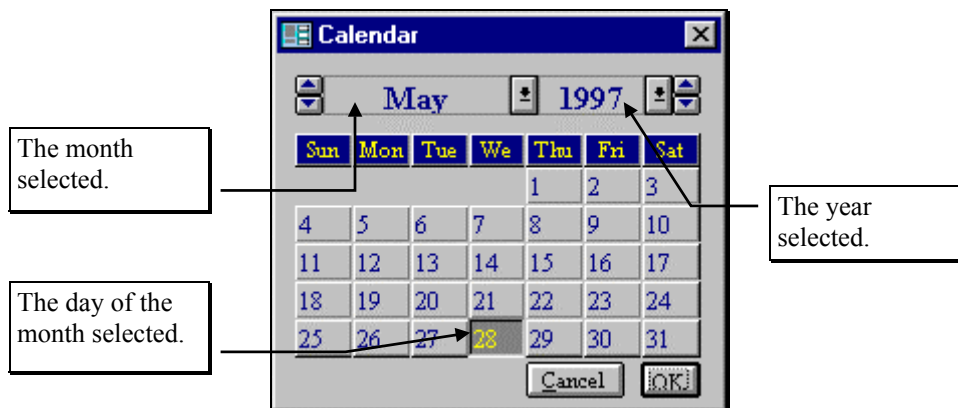 Calendar
May 1997
The month
selected.
Sun Mon Tue We Thu Fri Sat
1 2 3
The year
selected.
4 5 6 7 8 9 10
11 12 13 14 15 16 17
The day of the
month selected.
18 19 20 21 22 23 24
25 26 27 28 29 30 31
Cancel OK